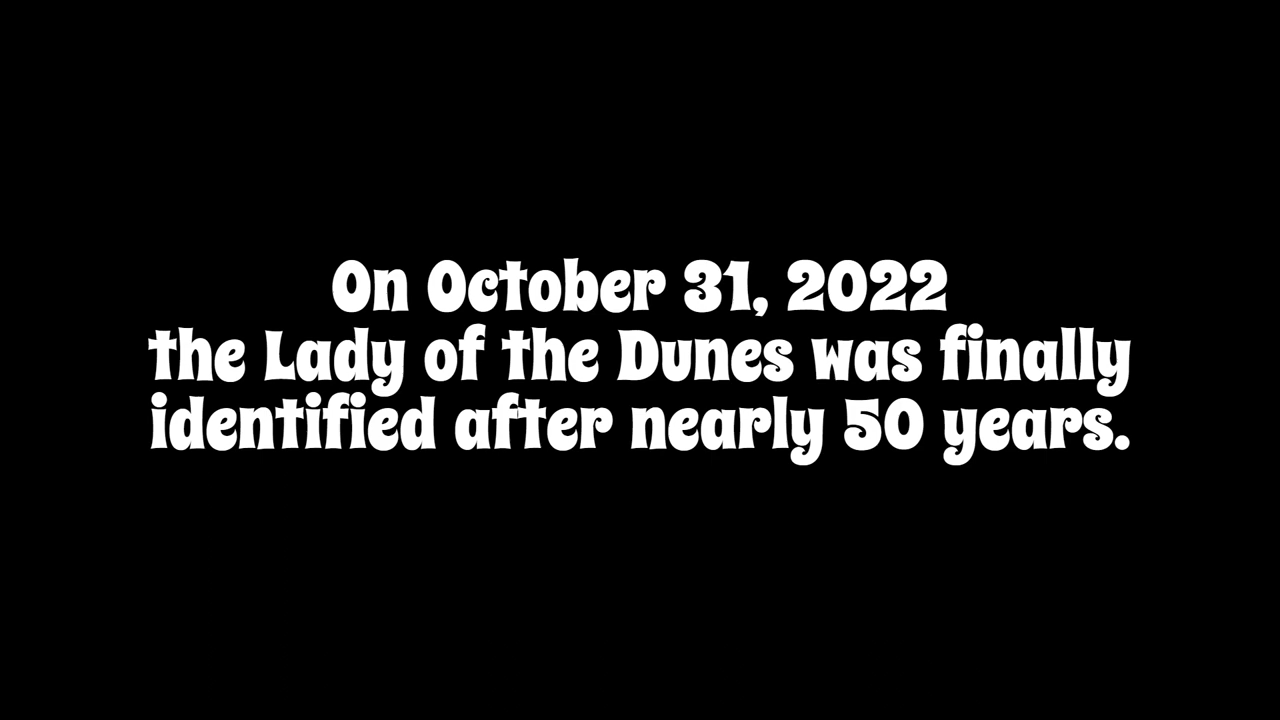 On October 31, 2022
the Lady of the Dunes was finally
identified after nearly 50 years.